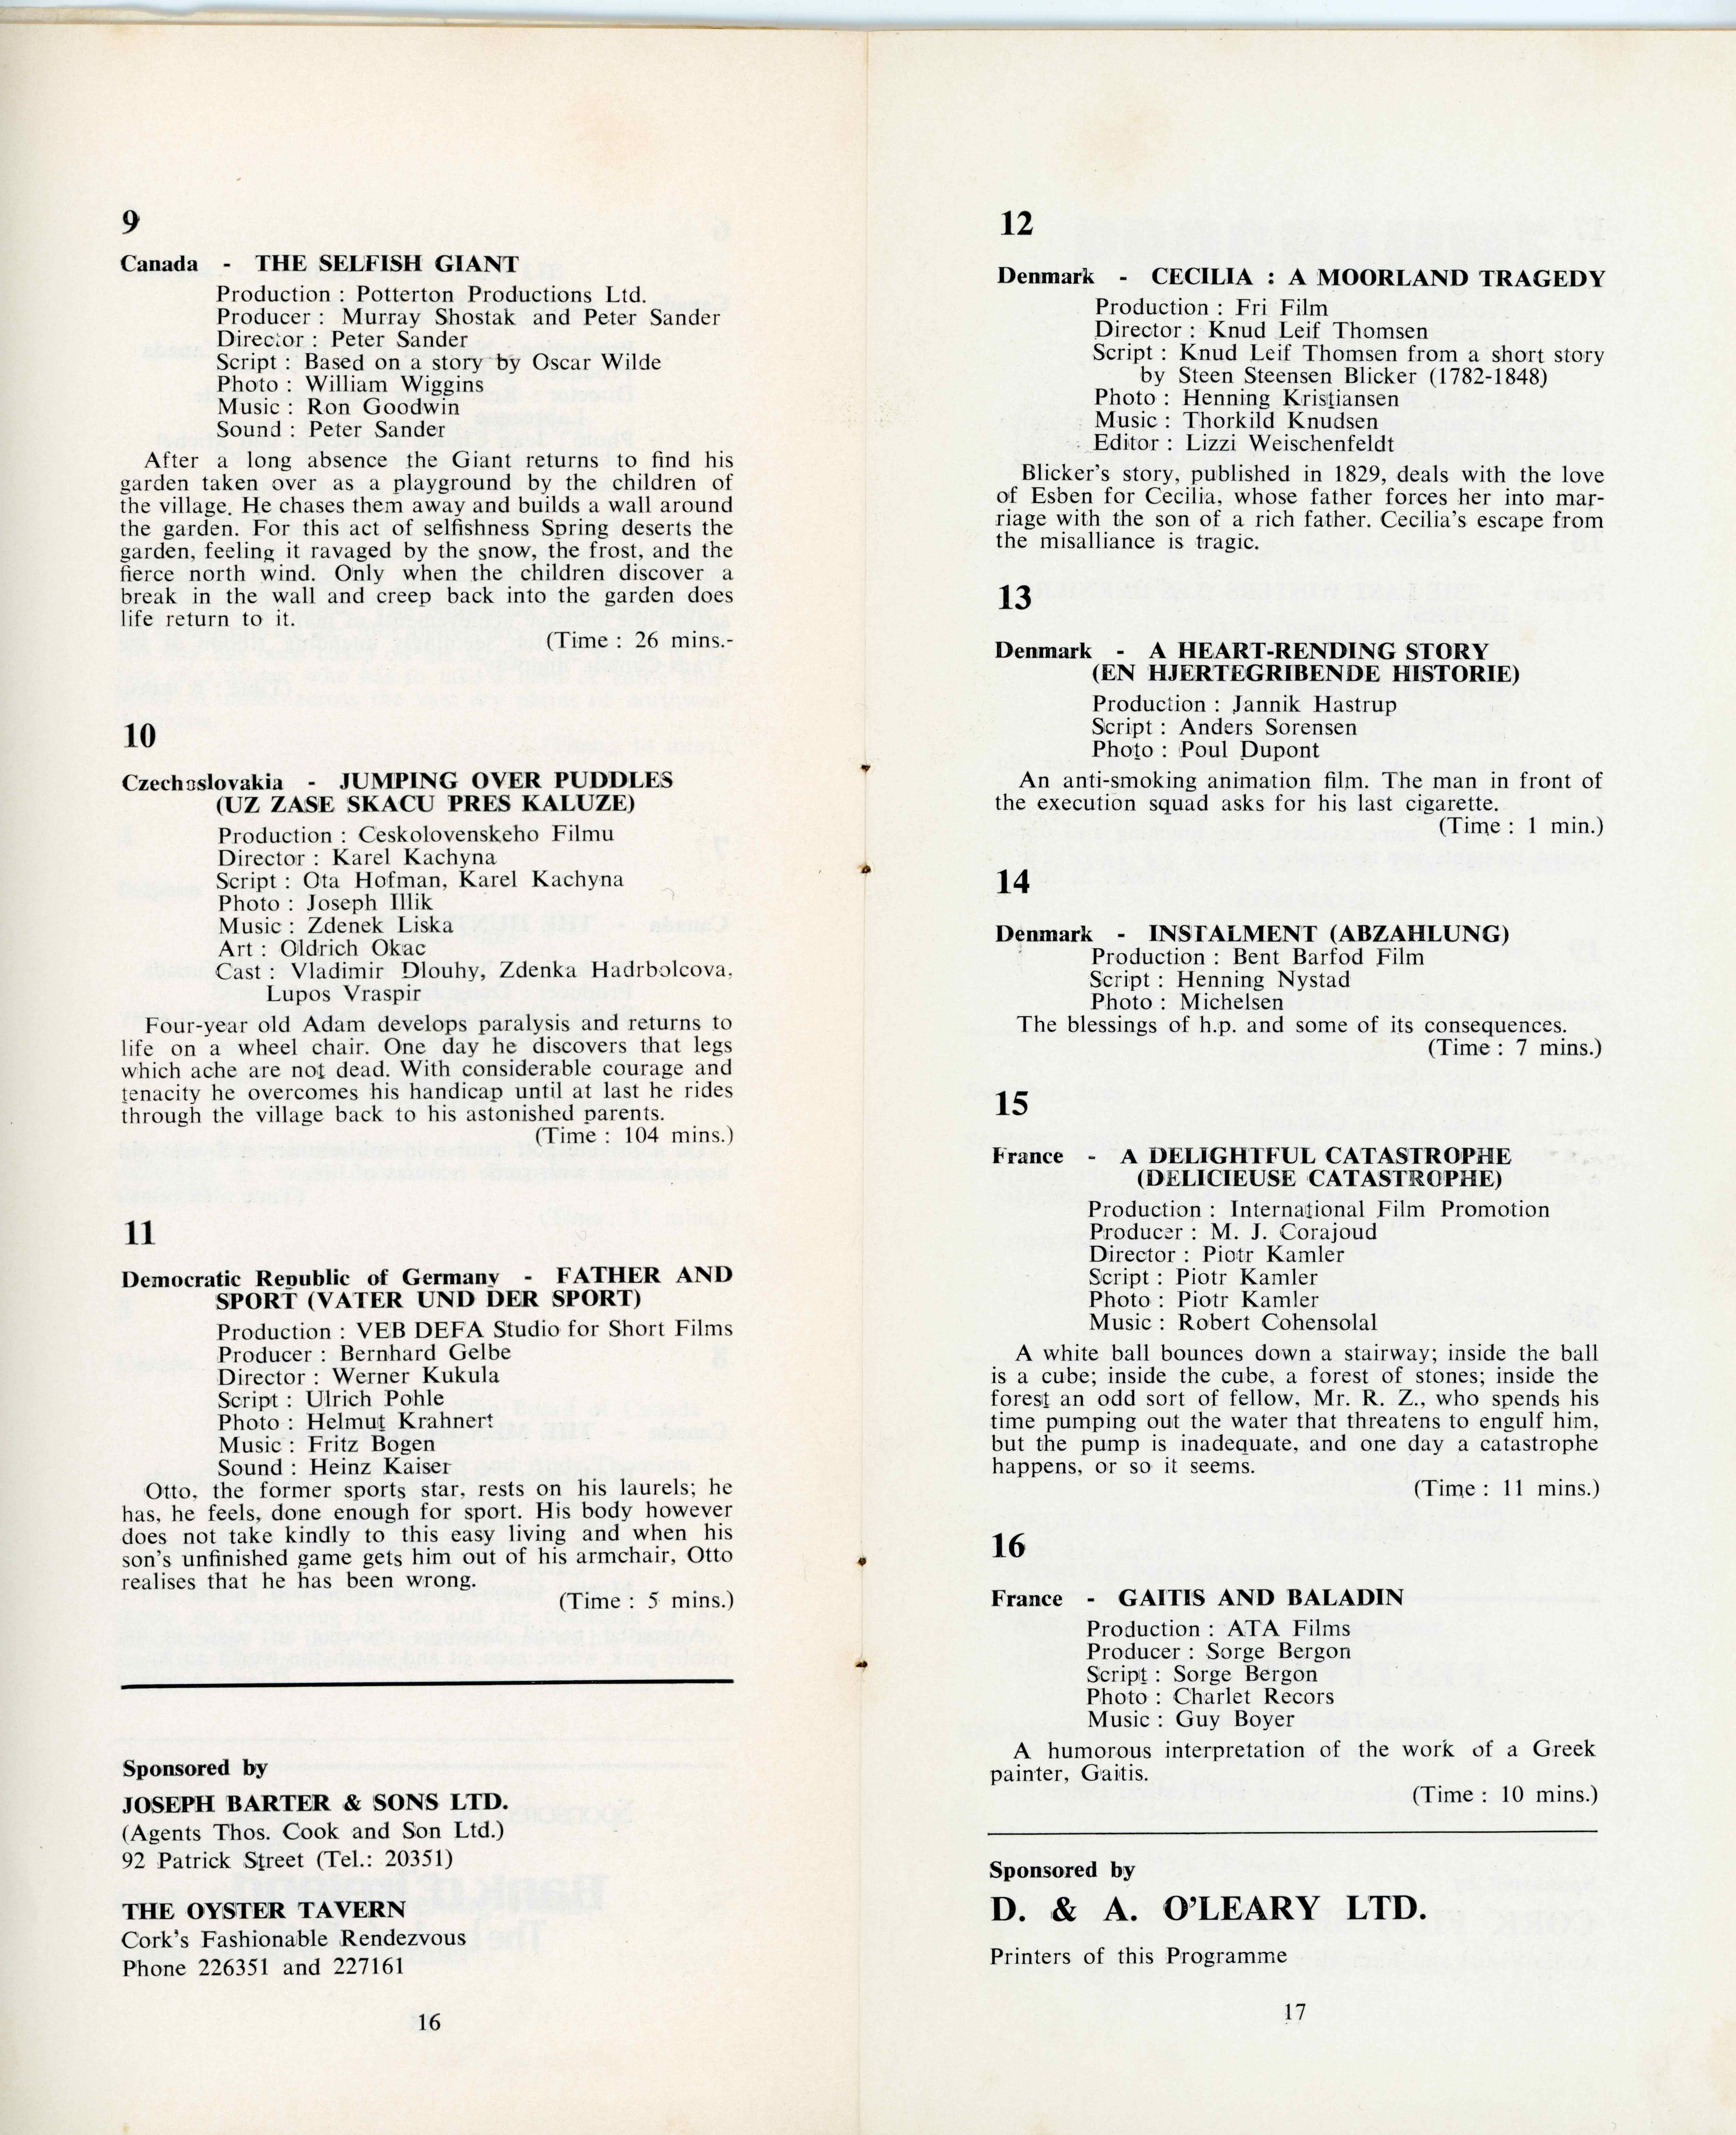 9
Canada - THE SELFISH GIANT
Production : Potterton Productions Ltd.
Producer : Murray Shostak and Peter Sander
Director : Peter Sander
Script : Based on a story by Oscar Wilde
Photo : William Wiggins
Music : Ron Goodwin
Sound : Peter Sander
After a long absence the Giant returns to find his
garden taken over as a playground by the children of
the village. He chases them away and builds a wall around
the garden. For this act of selfishness Spring deserts the
garden, feeling it ravaged by the snow, the frost, and the
fierce north wind. Only when the children discover a
break in the wall and creep back into the garden does
life return to it.
(Time : 26 mins.-
10
Czechoslovakia - JUMPING OVER PUDDLES
(UZ ZASE SKACU PRES KALUZE)
Production : Ceskolovenskeho Filmu
Director : Karel Kachyna
Script : Ota Hofman, Karel Kachyna
Photo : Joseph Illik
Music : Zdenek Liska
Art : Oldrich Okac
Cast : Vladimir Dlouhy, Zdenka Hadrbolcova,
Lupos Vraspir
Four-year old Adam develops paralysis and returns to
life on a wheel chair. One day he discovers that legs
which ache are not dead. With considerable courage and
tenacity he overcomes his handicap until at last he rides
through the village back to his astonished parents.
(Time : 104 mins.)
11
Democratic Republic of Germany - FATHER AND
SPORT (VATER UND DER SPORT)
Production : VEB DEFA Studio for Short Films
Producer : Bernhard Gelbe
Director : Werner Kukula
Script : Ulrich Pohle
Photo : Helmut Krahnert
Music : Fritz Bogen
Sound : Heinz Kaiser
Otto, the former sports star, rests on his laurels; he
has, he feels, done enough for sport. His body however
does not take kindly to this easy living and when his
son's unfinished game gets him out of his armchair, Otto
realises that he has been wrong.
(Time : 5 mins.)
Sponsored by
JOSEPH BARTER & SONS LTD.
(Agents Thos. Cook and Son Ltd.)
92 Patrick Street (Tel.: 20351)
THE OYSTER TAVERN
Cork's Fashionable Rendezvous
Phone 226351 and 227161
16
12
Denmark - CECILIA : A MOORLAND TRAGEDY
Production : Fri Film
Director : Knud Leif Thomsen
Script : Knud Leif Thomsen from a short story
by Steen Steensen Blicker (1782-1848)
Photo : Henning Kristiansen
Music : Thorkild Knudsen
Editor : Lizzi Weischenfeldt
Blicker's story, published in 1829, deals with the love
of Esben for Cecilia, whose father forces her into mar-
riage with the son of a rich father. Cecilia's escape from
the misalliance is tragic.
13
Denmark - A HEART-RENDING STORY
(EN HJERTEGRIBENDE HISTORIE)
Production : Jannik Hastrup
Script : Anders Sorensen
Photo : Poul Dupont
An anti-smoking animation film. The man in front of
the execution squad asks for his last cigarette.
(Time : 1 min.)
14
Denmark - INSTALMENT (ABZAHLUNG)
Production : Bent Barfod Film
Script : Henning Nystad
Photo : Michelsen
The blessings of h.p. and some of its consequences.
(Time : 7 mins.)
15
France - A DELIGHTFUL CATASTROPHE
(DELICIEUSE CATASTROPHE)
Production : International Film Promotion
Producer : M. J. Corajoud
Director : Piotr Kamler
Script : Piotr Kamler
Photo : Piotr Kamler
Music : Robert Cohensolal
A white ball bounces down a stairway; inside the ball
is a cube; inside the cube, a forest of stones; inside the
forest an odd sort of fellow, Mr. R. Z., who spends his
time pumping out the water that threatens to engulf him,
but the pump is inadequate, and one day a catastrophe
happens, or so it seems.
(Time : 11 mins.)
16
France - GAITIS AND BALADIN
Production : ATA Films
Producer : Sorge Bergon
Script : Sorge Bergon
Photo : Charlet Recors
Music : Guy Boyer
A humorous interpretation of the work of a Greek
painter, Gaitis.
(Time : 10 mins.)
Sponsored by
D. & A. O'LEARY LTD.
Printers of this Programme
17